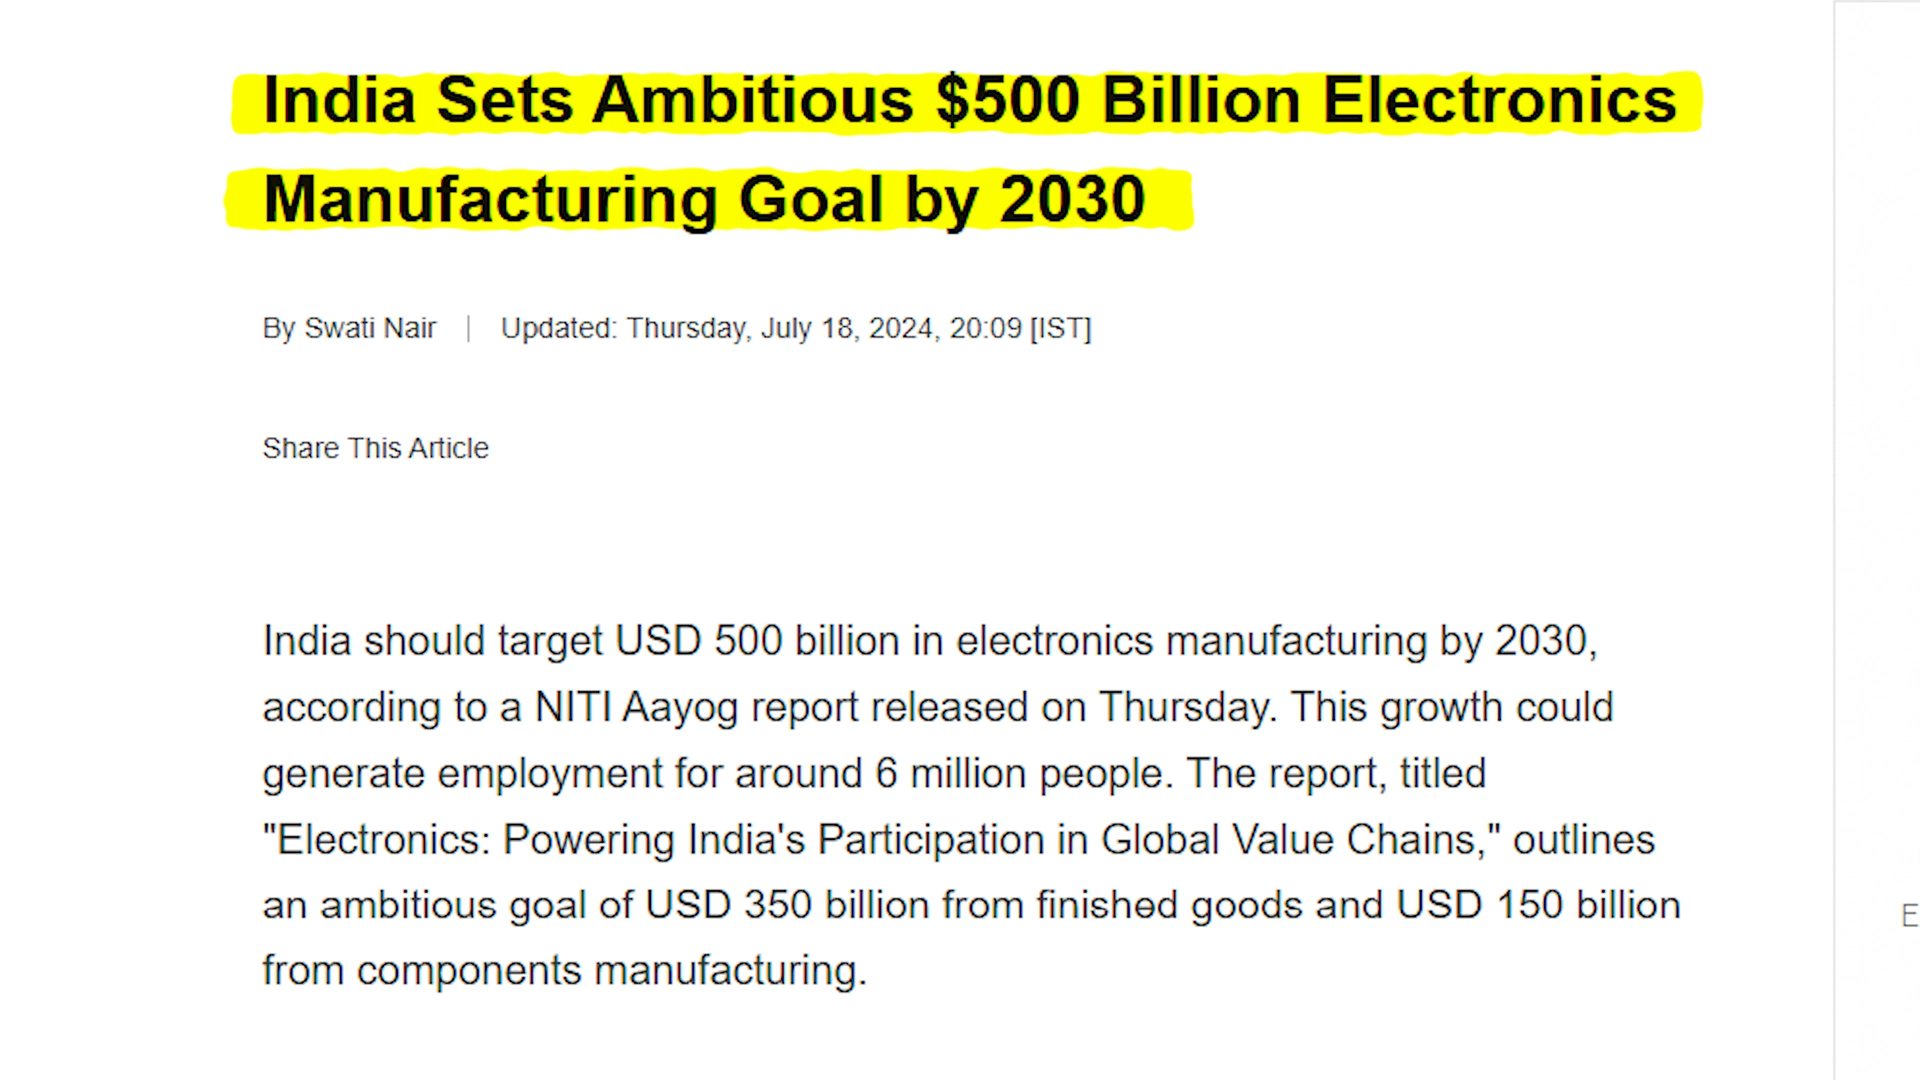 India Sets Ambitious $500 Billion Electronics
Manufacturing Goal by 2030
By Swati Nair | Updated: Thursday, July 18, 2024, 20:09 [IST]
Share This Article
India should target USD 500 billion in electronics manufacturing by 2030,
according to a NITI Aayog report released on Thursday. This growth could
generate employment for around 6 million people. The report, titled
"Electronics: Powering India's Participation in Global Value Chains," outlines
an ambitious goal of USD 350 billion from finished goods and USD 150 billion
from components manufacturing.